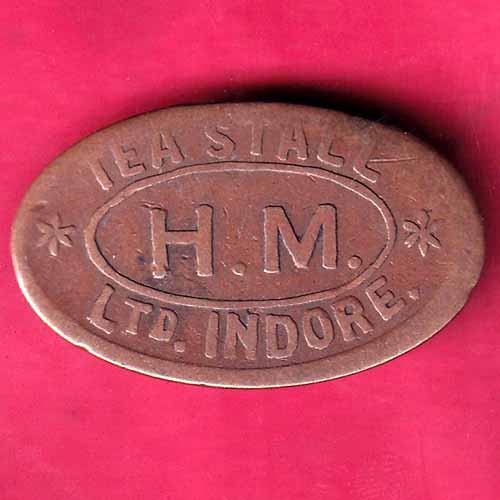 TEA STALL
H.M.
LTD. INDORE.